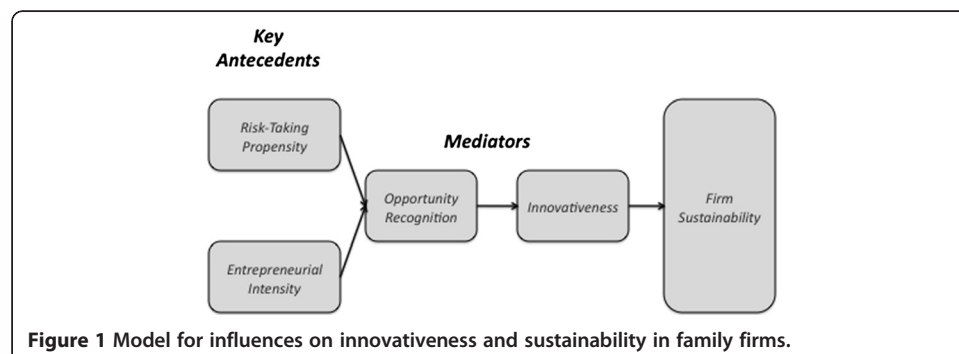 Key
Antecedents
Risk-Taking
Propensity
Mediators
Opportunity
Recognition
Innovativeness
Firm
Sustainability
Entrepreneurial
Intensity
Figure 1 Model for influences on innovativeness and sustainability in family firms.